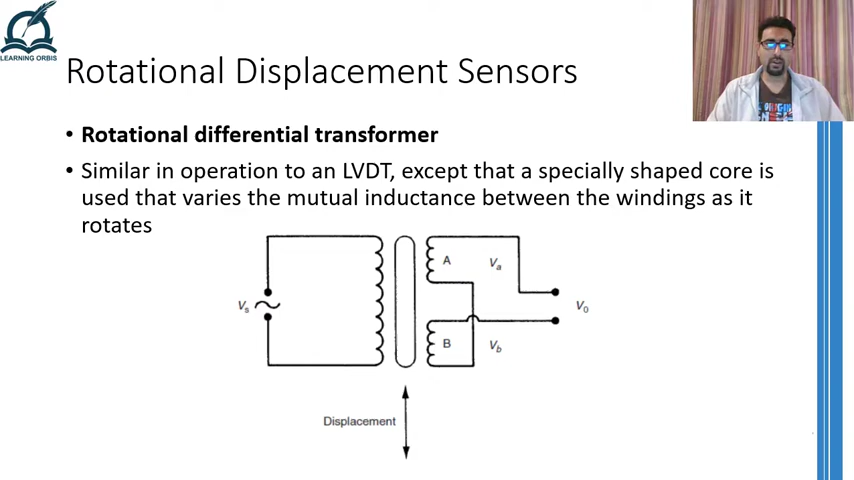 LEARNING ORBIS
Rotational Displacement Sensors
• Rotational differential transformer
• Similar in operation to an LVDT, except that a specially shaped core is
used that varies the mutual inductance between the windings as it
rotates
A
Va
Vs
V0
B
Vb
Displacement